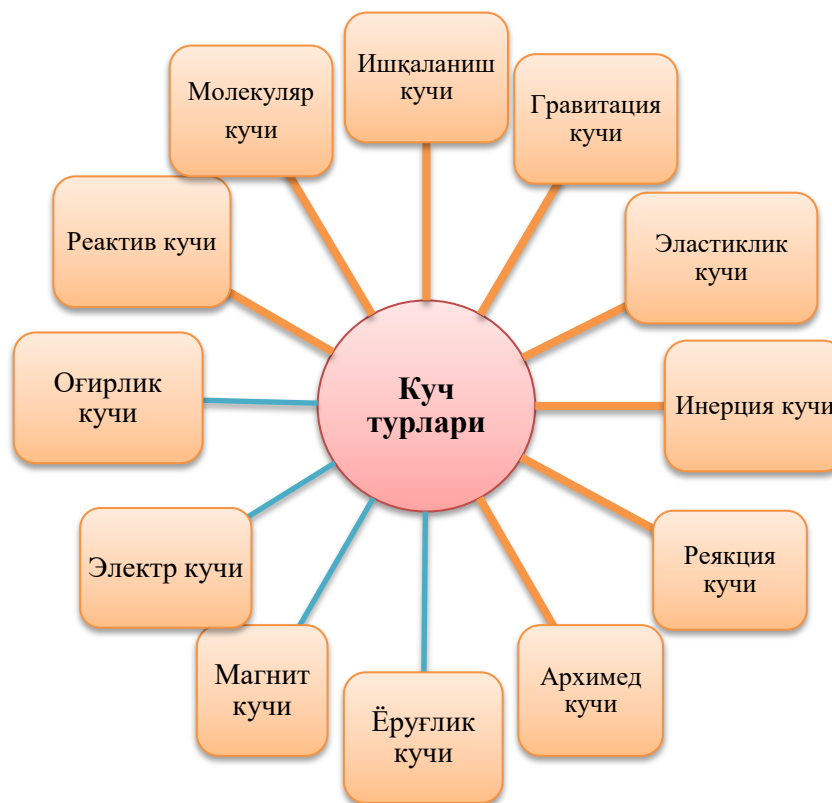 Ишқаланиш
кучи
Гравитация
кучи
Эластиклик
кучи
Инерция кучи
Реякция
кучи
Архимед
кучи
Ёруғлик
кучи
Магнит
кучи
Электр кучи
Оғирлик
кучи
Реактив кучи
Молекуляр
кучи
Куч
турлари